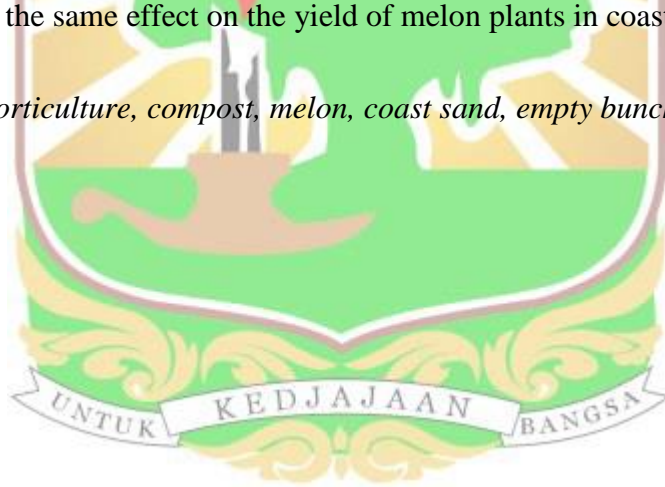 the same effect on the yield of melon plants in coast
orticulture, compost, melon, coast sand, empty bunch
UNTUK KEDJAJAAN BANGSA